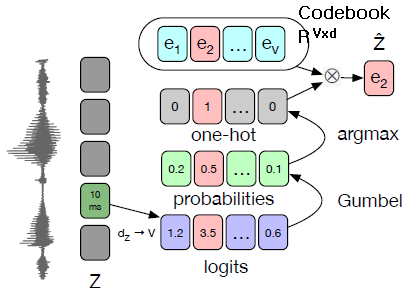 Codebook
R^Vxd
e₁ e₂ ... eᵥ
Ẑ
e₂
⊗
0 1 ... 0
one-hot
argmax
0.2 0.5 ... 0.1
probabilities
Gumbel
10
ms
d_z → V
1.2 3.5 ... 0.6
logits
Z